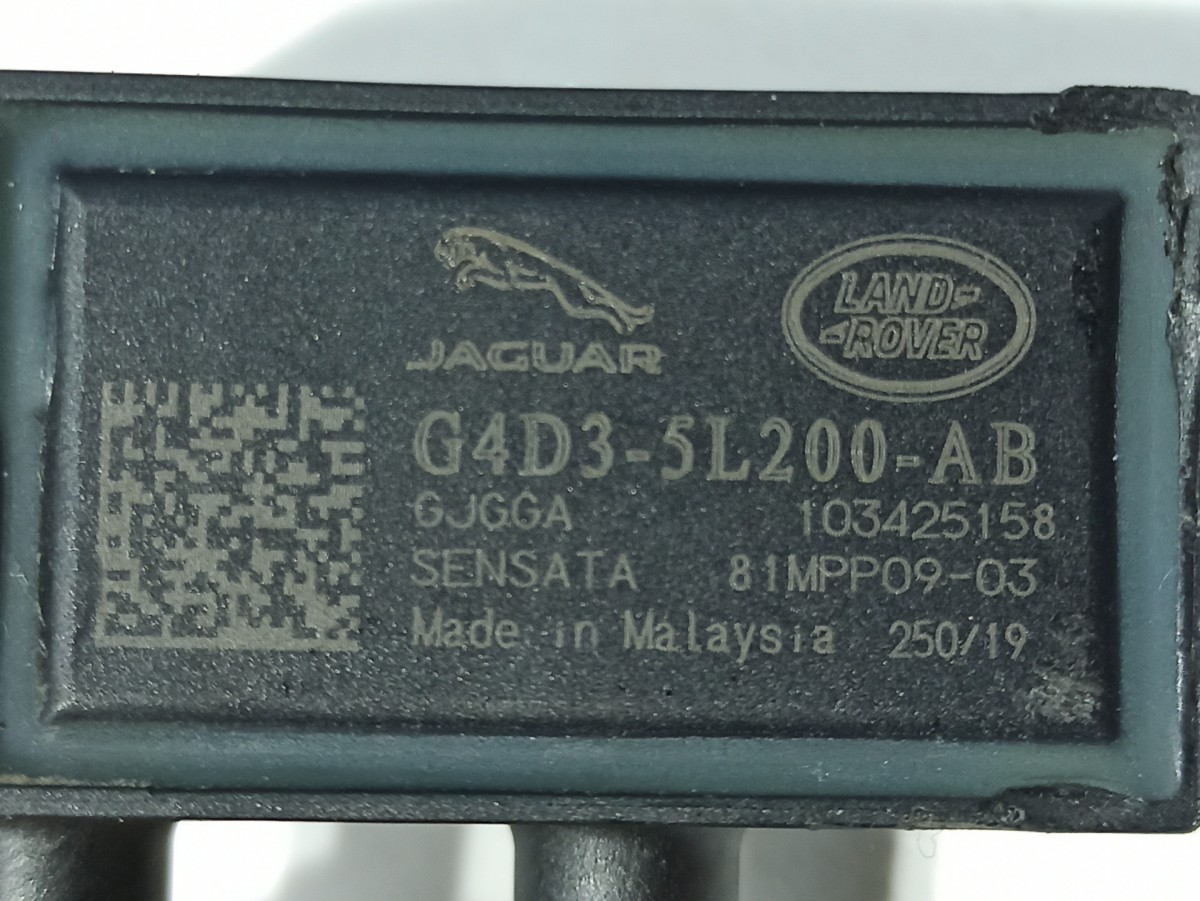 JAGUAR
LAND-
-ROVER
G4D3-5L200-AB
GJGGA 103425158
SENSATA 81MPP09-03
Made in Malaysia 250/19